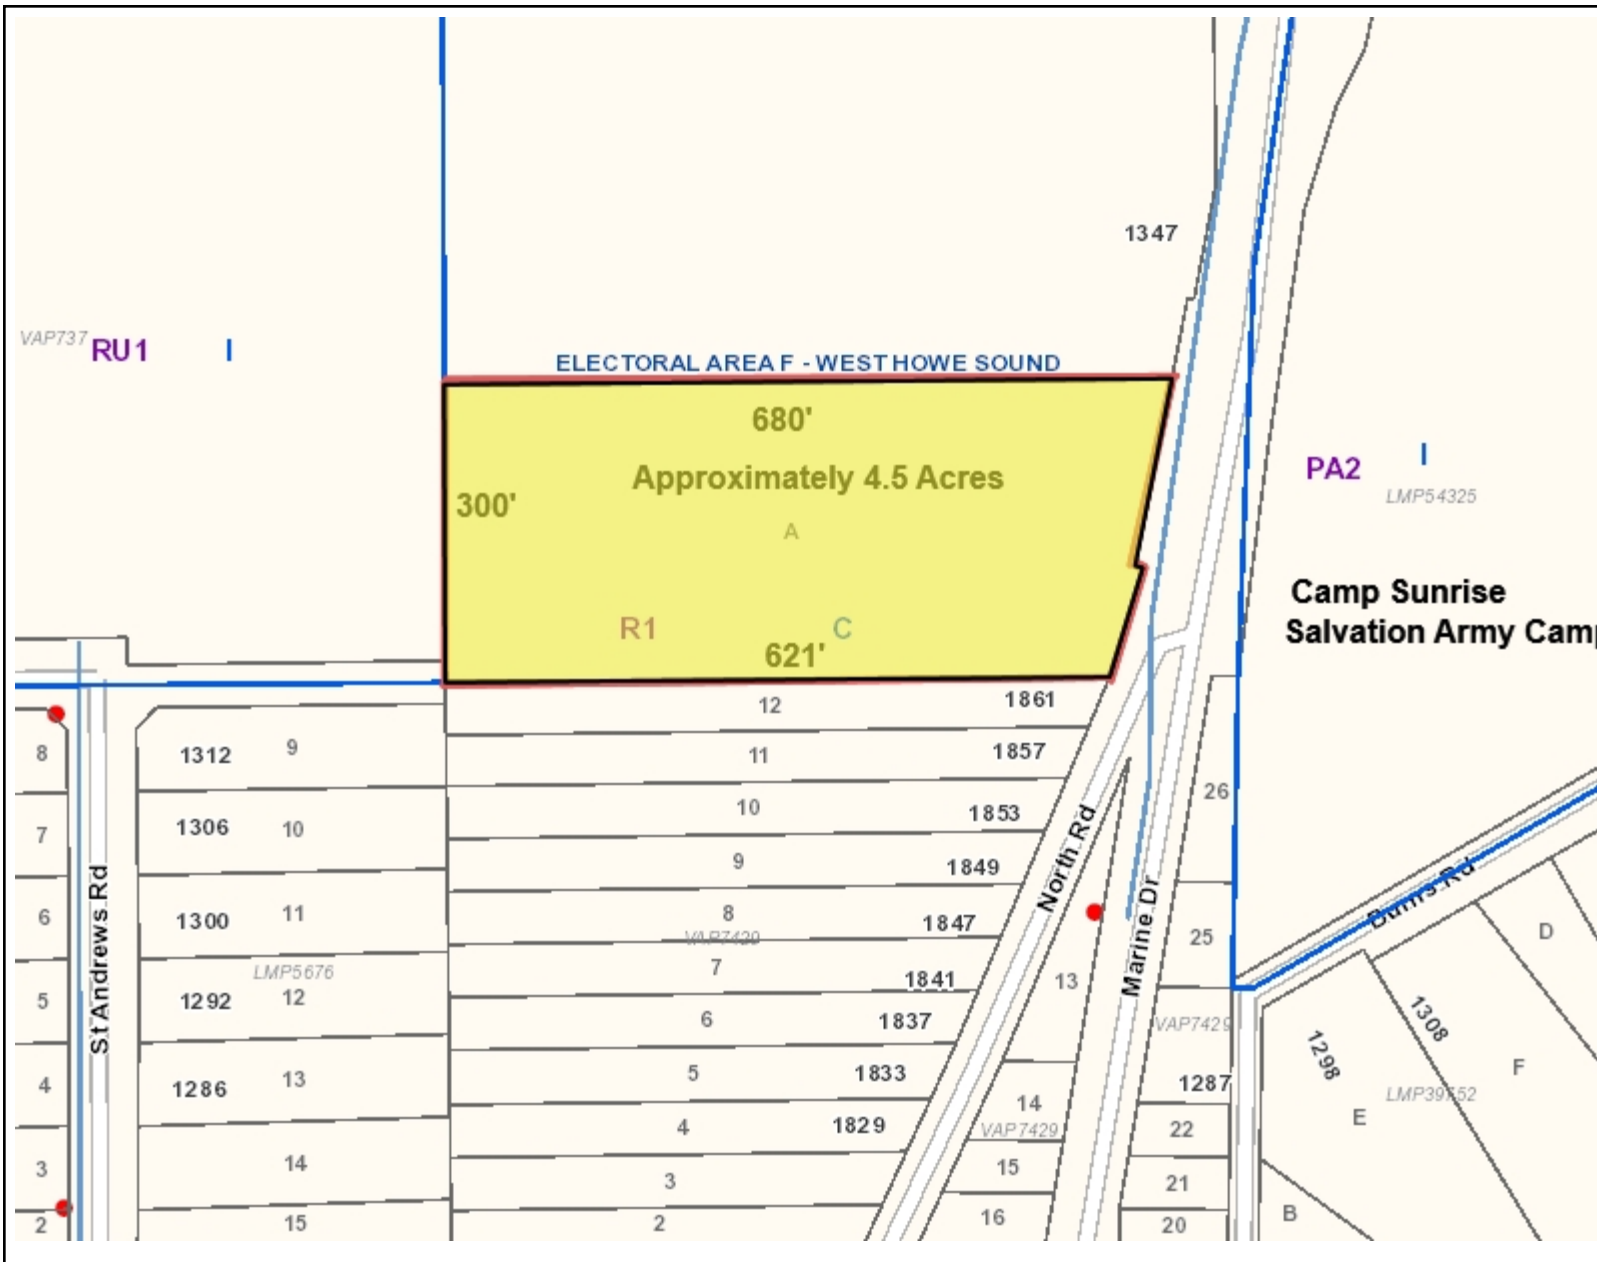 1347
VAP737
RU1
ELECTORAL AREA F - WEST HOWE SOUND
680'
Approximately 4.5 Acres
300'
A
R1
C
621'
PA2
LMP54325
Camp Sunrise
Salvation Army Camp
12
1861
11
1857
10
1853
9
1849
8
1847
VAP7429
7
1841
6
1837
5
1833
4
1829
3
2
8
7
6
5
4
3
2
St Andrews Rd
1312
9
1306
10
1300
11
LMP5676
1292
12
1286
13
14
15
North Rd
Marine Dr
Burns Rd
26
25
13
VAP7429
1287
14
VAP7429
22
15
21
16
20
D
1308
1298
F
LMP39752
E
B